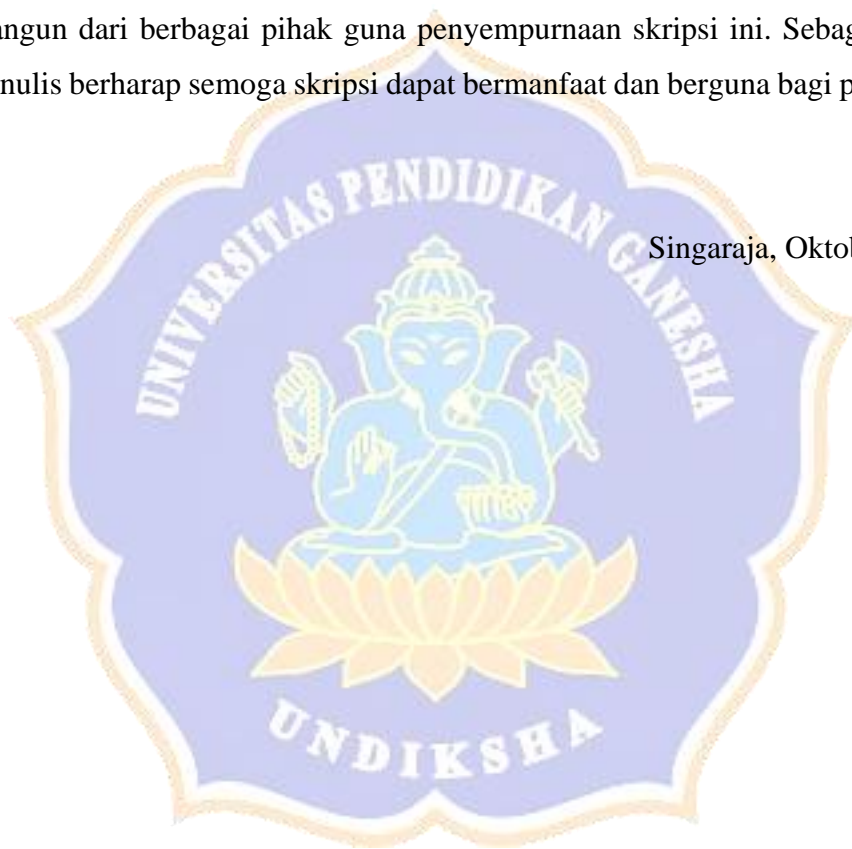 angun dari berbagai pihak guna penyempurnaan skripsi ini. Sebag
nulis berharap semoga skripsi dapat bermanfaat dan berguna bagi p
Singaraja, Oktob
UNIVERSITAS PENDIDIKAN GANESHA
UNDIKSHA